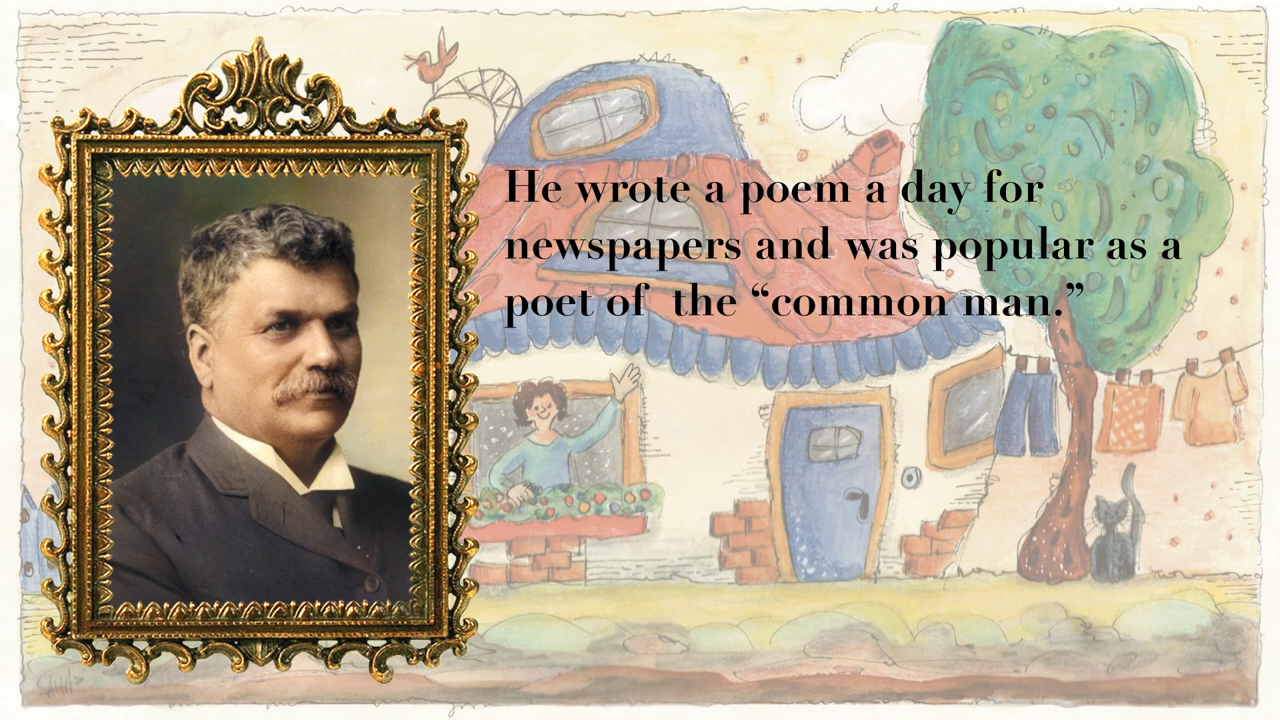 He wrote a poem a day for
newspapers and was popular as a
poet of  the “common man.”